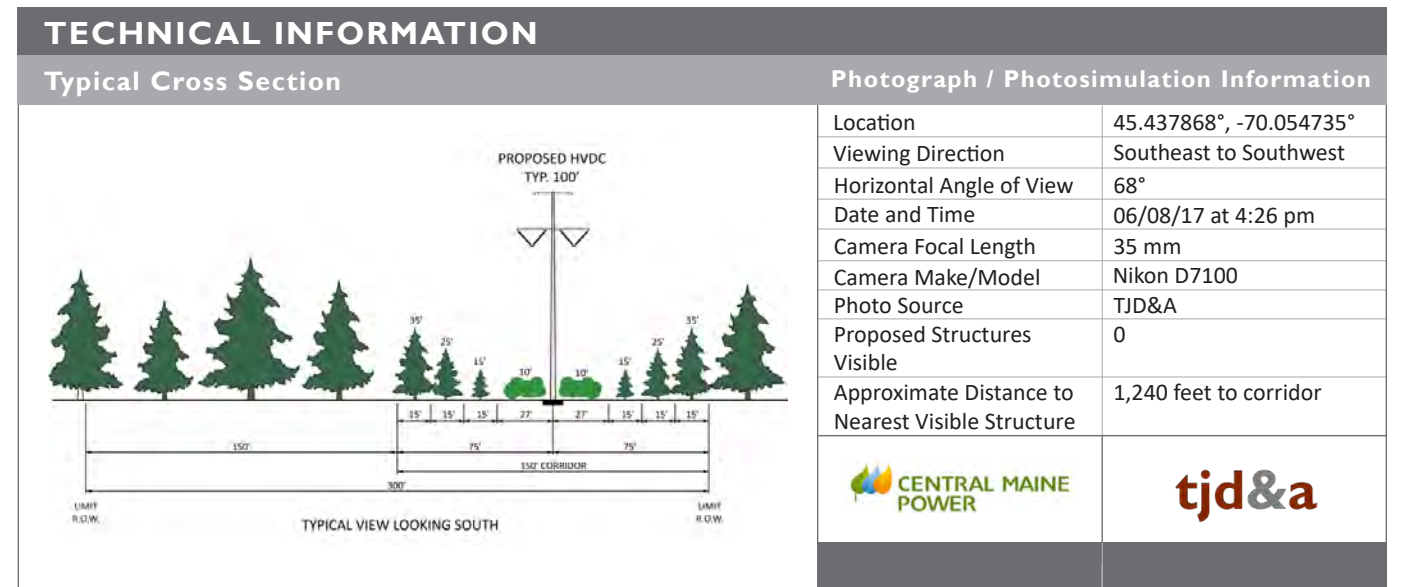 TECHNICAL INFORMATION
Typical Cross Section
PROPOSED HVDC
TYP. 100'
35'
25'
15'
10'
10'
15'
25'
35'
15'
15'
15'
27'
27'
15'
15'
15'
150'
75'
75'
150' CORRIDOR
300'
LIMIT
R.O.W.
LIMIT
R.O.W.
TYPICAL VIEW LOOKING SOUTH
Photograph / Photosimulation Information
Location 45.437868°, -70.054735°
Viewing Direction Southeast to Southwest
Horizontal Angle of View 68°
Date and Time 06/08/17 at 4:26 pm
Camera Focal Length 35 mm
Camera Make/Model Nikon D7100
Photo Source TJD&A
Proposed Structures 0
Visible
Approximate Distance to 1,240 feet to corridor
Nearest Visible Structure
CENTRAL MAINE
POWER
tjd&a